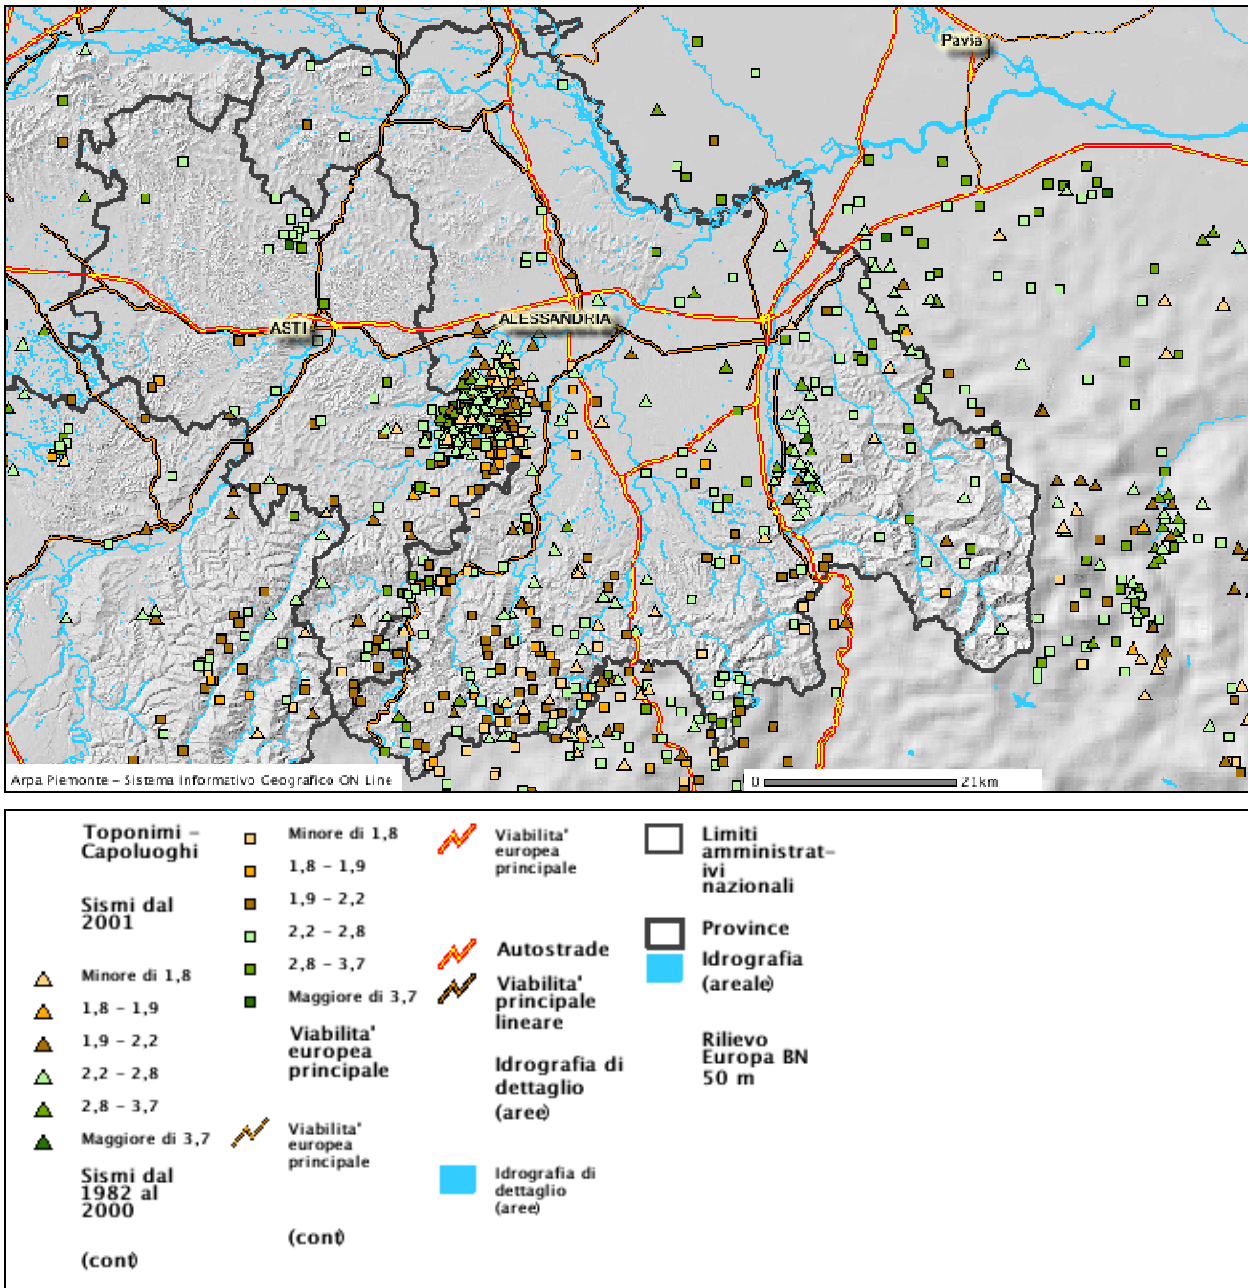 Pavia
ASTI
ALESSANDRIA
Arpa Piemonte - Sistema Informativo Geografico ON Line
0 21km
Toponimi -
Capoluoghi
Sismi dal
2001
Minore di 1,8
1,8 - 1,9
1,9 - 2,2
2,2 - 2,8
2,8 - 3,7
Maggiore di 3,7
Sismi dal
1982 al
2000
(cont)
Minore di 1,8
1,8 - 1,9
1,9 - 2,2
2,2 - 2,8
2,8 - 3,7
Maggiore di 3,7
Viabilita'
europea
principale
Viabilita'
europea
principale
(cont)
Viabilita'
europea
principale
Autostrade
Viabilita'
principale
lineare
Idrografia di
dettaglio
(aree)
Idrografia di
dettaglio
(aree)
Limiti
amministrat-
ivi
nazionali
Province
Idrografia
(areale)
Rilievo
Europa BN
50 m